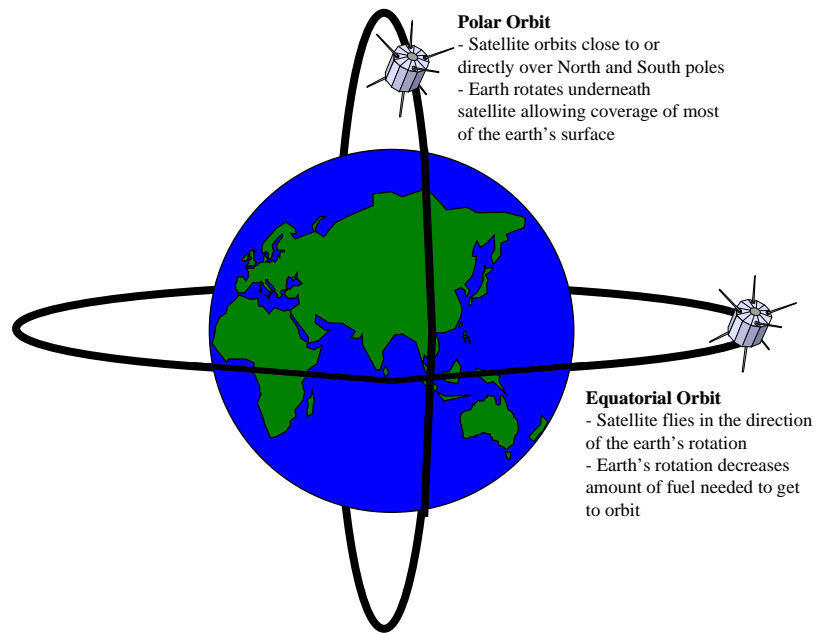 Polar Orbit
- Satellite orbits close to or
directly over North and South poles
- Earth rotates underneath
satellite allowing coverage of most
of the earth's surface
Equatorial Orbit
- Satellite flies in the direction
of the earth's rotation
- Earth's rotation decreases
amount of fuel needed to get
to orbit